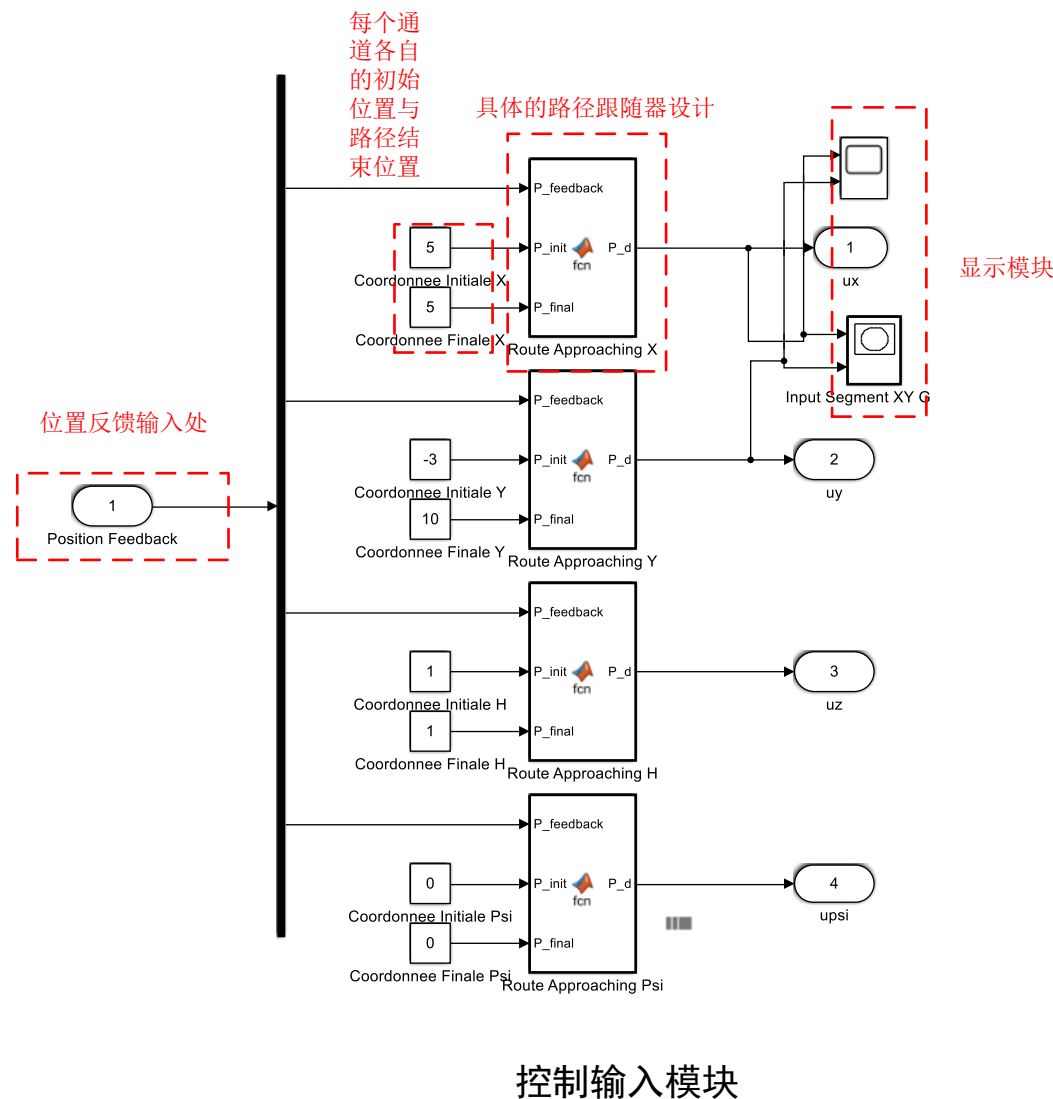 每个通
道各自
的初始
位置与
路径结
束位置
具体的路径跟随器设计
P_feedback
5
P_init
fcn
P_d
1
ux
显示模块
Coordonnee Initiale X
5
P_final
Coordonnee Finale X
Route Approaching X
Input Segment XY G
P_feedback
位置反馈输入处
-3
P_init
fcn
P_d
2
uy
Coordonnee Initiale Y
1
Position Feedback
10
P_final
Coordonnee Finale Y
Route Approaching Y
P_feedback
1
P_init
fcn
P_d
3
uz
Coordonnee Initiale H
1
P_final
Coordonnee Finale H
Route Approaching H
P_feedback
0
P_init
fcn
P_d
4
upsi
Coordonnee Initiale Psi
0
P_final
Coordonnee Finale Psi
Route Approaching Psi
控制输入模块